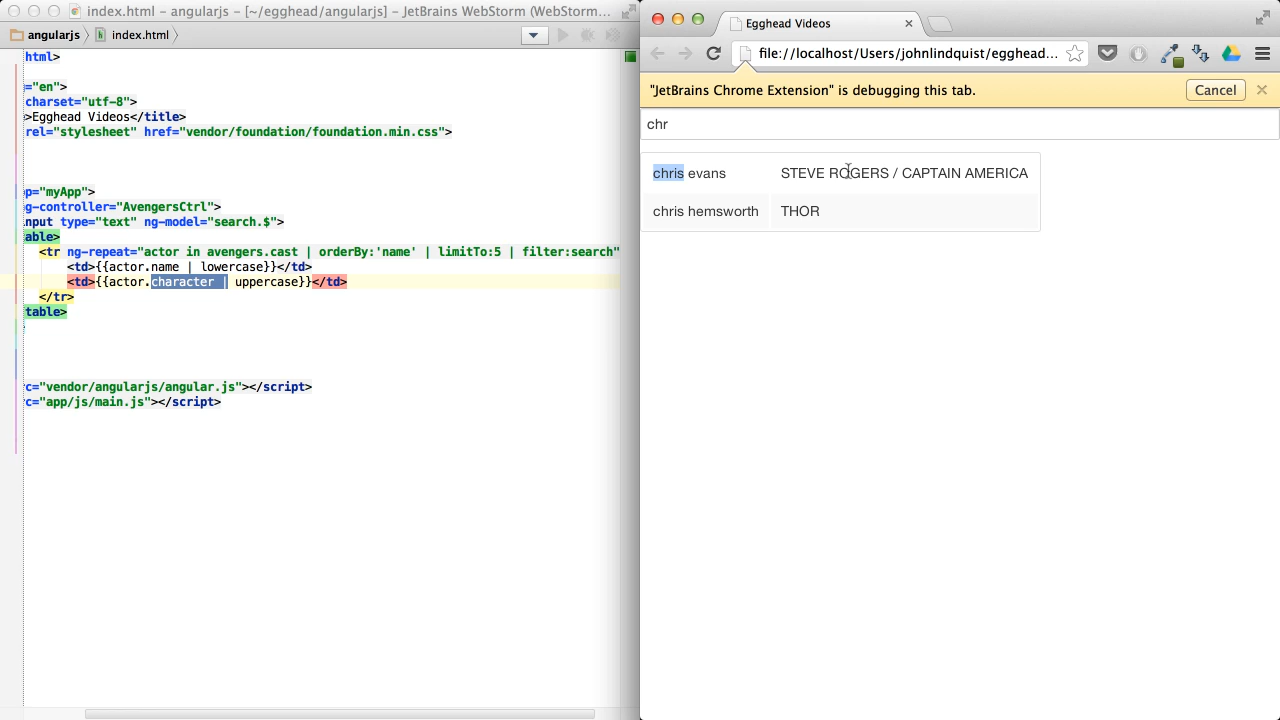 index.html – angularjs – [~/egghead/angularjs] – JetBrains WebStorm (WebStorm...
angularjs
index.html
html>
="en">
charset="utf-8">
>Egghead Videos</title>
rel="stylesheet" href="vendor/foundation/foundation.min.css">
p="myApp">
g-controller="AvengersCtrl">
nput type="text" ng-model="search.$">
able>
<tr ng-repeat="actor in avengers.cast | orderBy:'name' | limitTo:5 | filter:search"
<td>{{actor.name | lowercase}}</td>
<td>{{actor.character | uppercase}}</td>
</tr>
table>
c="vendor/angularjs/angular.js"></script>
c="app/js/main.js"></script>
Egghead Videos
file://localhost/Users/johnlindquist/egghead...
"JetBrains Chrome Extension" is debugging this tab.
Cancel
chr
chris evans STEVE ROGERS / CAPTAIN AMERICA
chris hemsworth THOR